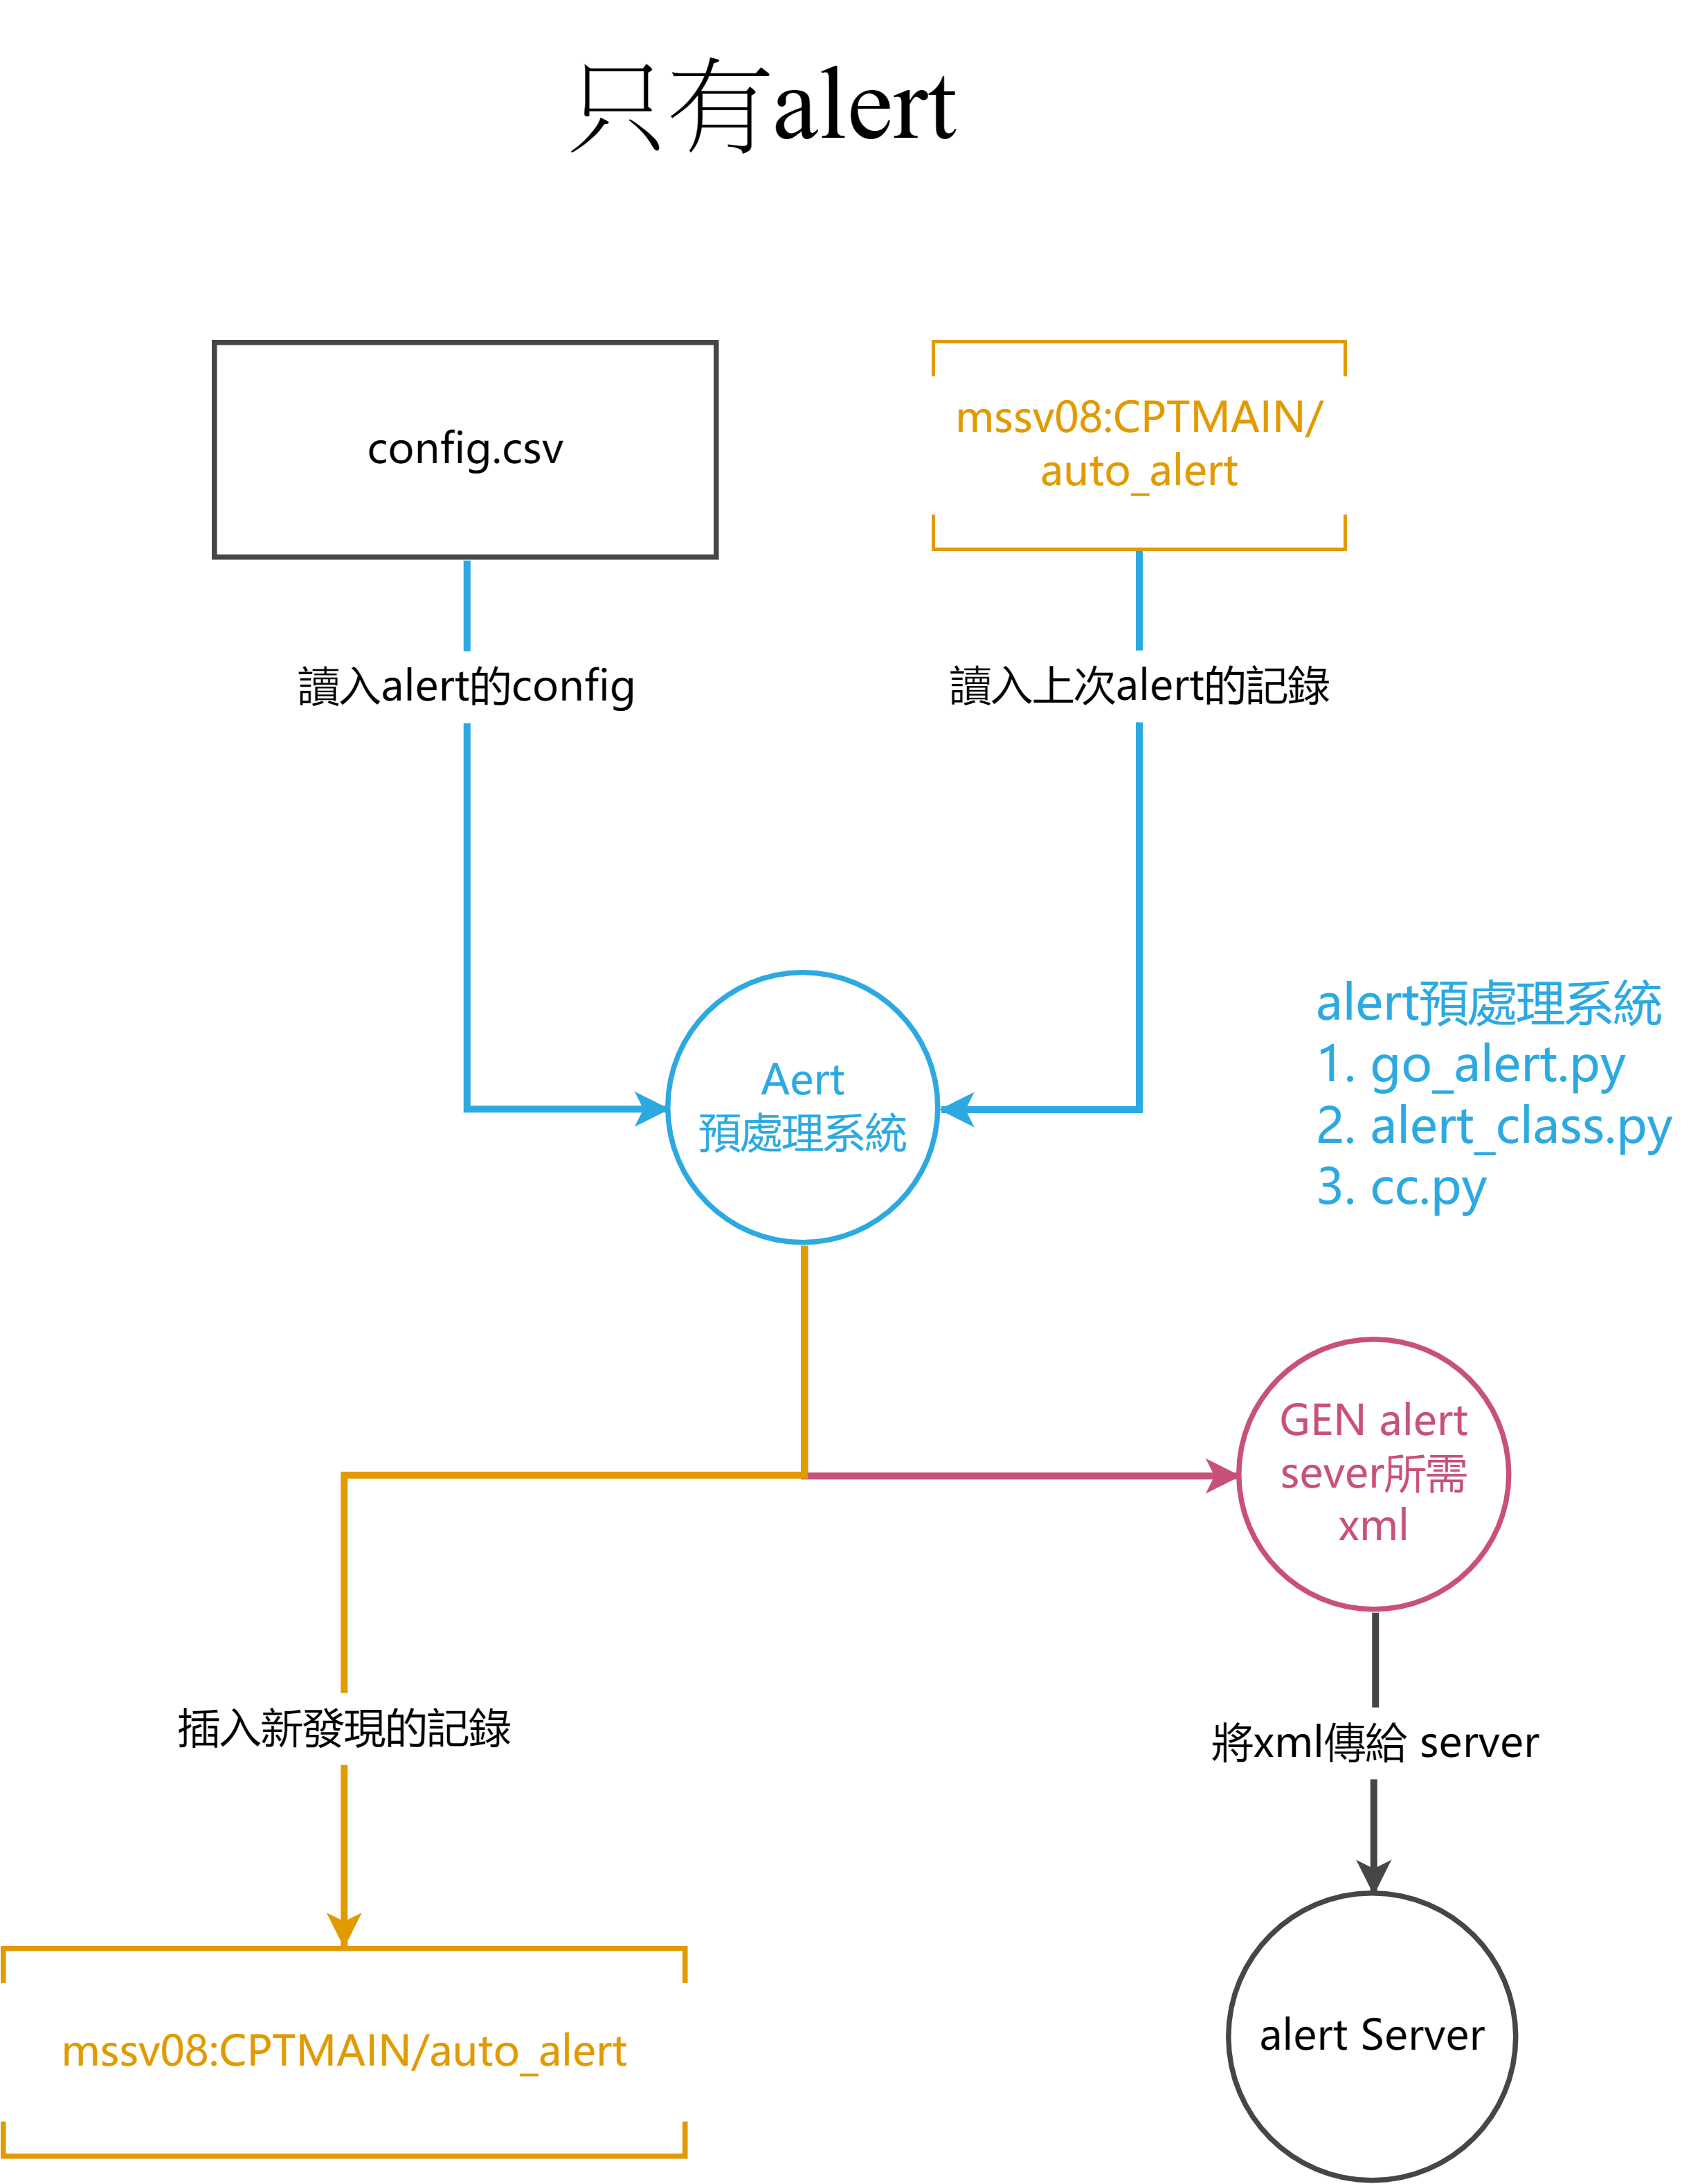 只有alert
config.csv
mssv08:CPTMAIN/
auto_alert
讀入alert的config
讀入上次alert的記錄
Aert
預處理系統
alert預處理系統
1. go_alert.py
2. alert_class.py
3. cc.py
GEN alert
sever所需
xml
插入新發現的記錄
將xml傳給 server
mssv08:CPTMAIN/auto_alert
alert Server